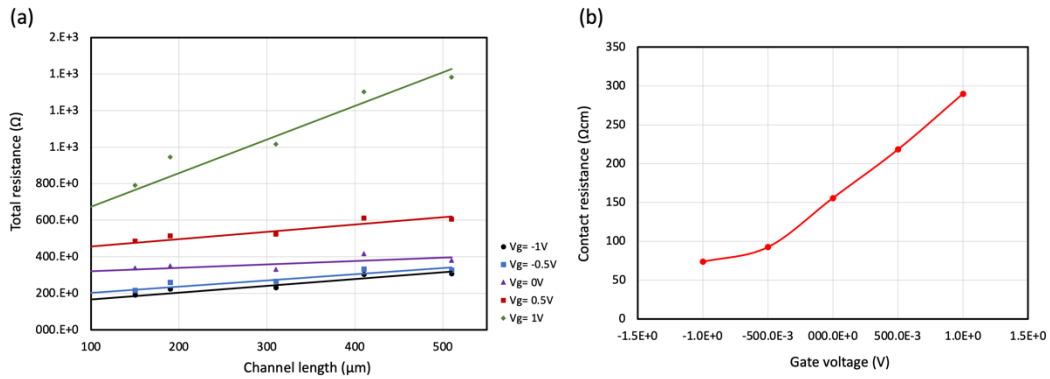 (a)
Total resistance (Ω)
2.E+3
1.E+3
1.E+3
1.E+3
800.E+0
600.E+0
400.E+0
200.E+0
000.E+0
100
200
300
400
500
Channel length (μm)
Vg= -1V
Vg= -0.5V
Vg= 0V
Vg= 0.5V
Vg= 1V
(b)
Contact resistance (Ωcm)
350
300
250
200
150
100
50
0
-1.5E+0
-1.0E+0
-500.0E-3
000.0E+0
500.0E-3
1.0E+0
1.5E+0
Gate voltage (V)